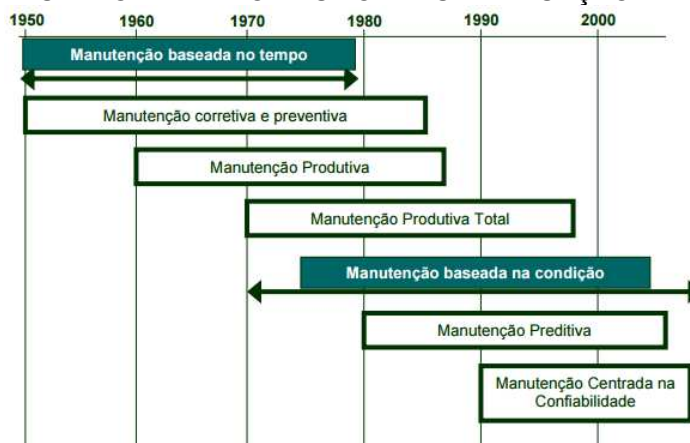 1950 1960 1970 1980 1990 2000
Manutenção baseada no tempo
Manutenção corretiva e preventiva
Manutenção Produtiva
Manutenção Produtiva Total
Manutenção baseada na condição
Manutenção Preditiva
Manutenção Centrada na
Confiabilidade